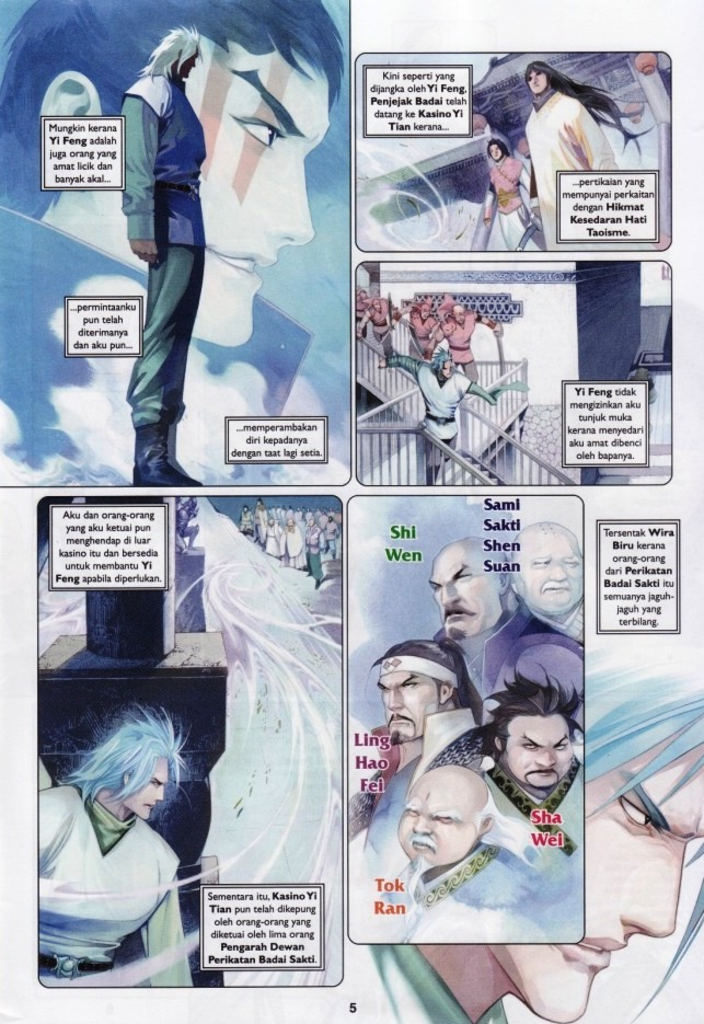 Mungkin kerana
Yi Feng adalah
juga orang yang
amat licik dan
banyak akal...
...permintaanku
pun telah
diterimanya
dan aku pun...
...memperambakan
diri kepadanya
dengan taat lagi setia.
Kini seperti yang
dijangka oleh Yi Feng,
Penjejak Badai telah
datang ke Kasino Yi
Tian kerana...
...pertikaian yang
mempunyai perkaitan
dengan Hikmat
Kesedaran Hati
Taoisme.
Yi Feng tidak
mengizinkan aku
tunjuk muka
kerana menyedari
aku amat dibenci
oleh bapanya.
Aku dan orang-orang
yang aku ketuai pun
menghendap di luar
kasino itu dan bersedia
untuk membantu Yi
Feng apabila diperlukan.
Sementara itu, Kasino Yi
Tian pun telah dikepung
oleh orang-orang yang
diketuai oleh lima orang
Pengarah Dewan
Perikatan Badai Sakti.
Shi
Wen
Sami
Sakti
Shen
Suan
Ling
Hao
Fei
Sha
Wei
Tok
Ran
Tersentak Wira
Biru kerana
orang-orang
dari Perikatan
Badai Sakti itu
semuanya jaguh-
jaguh yang
terbilang.
5